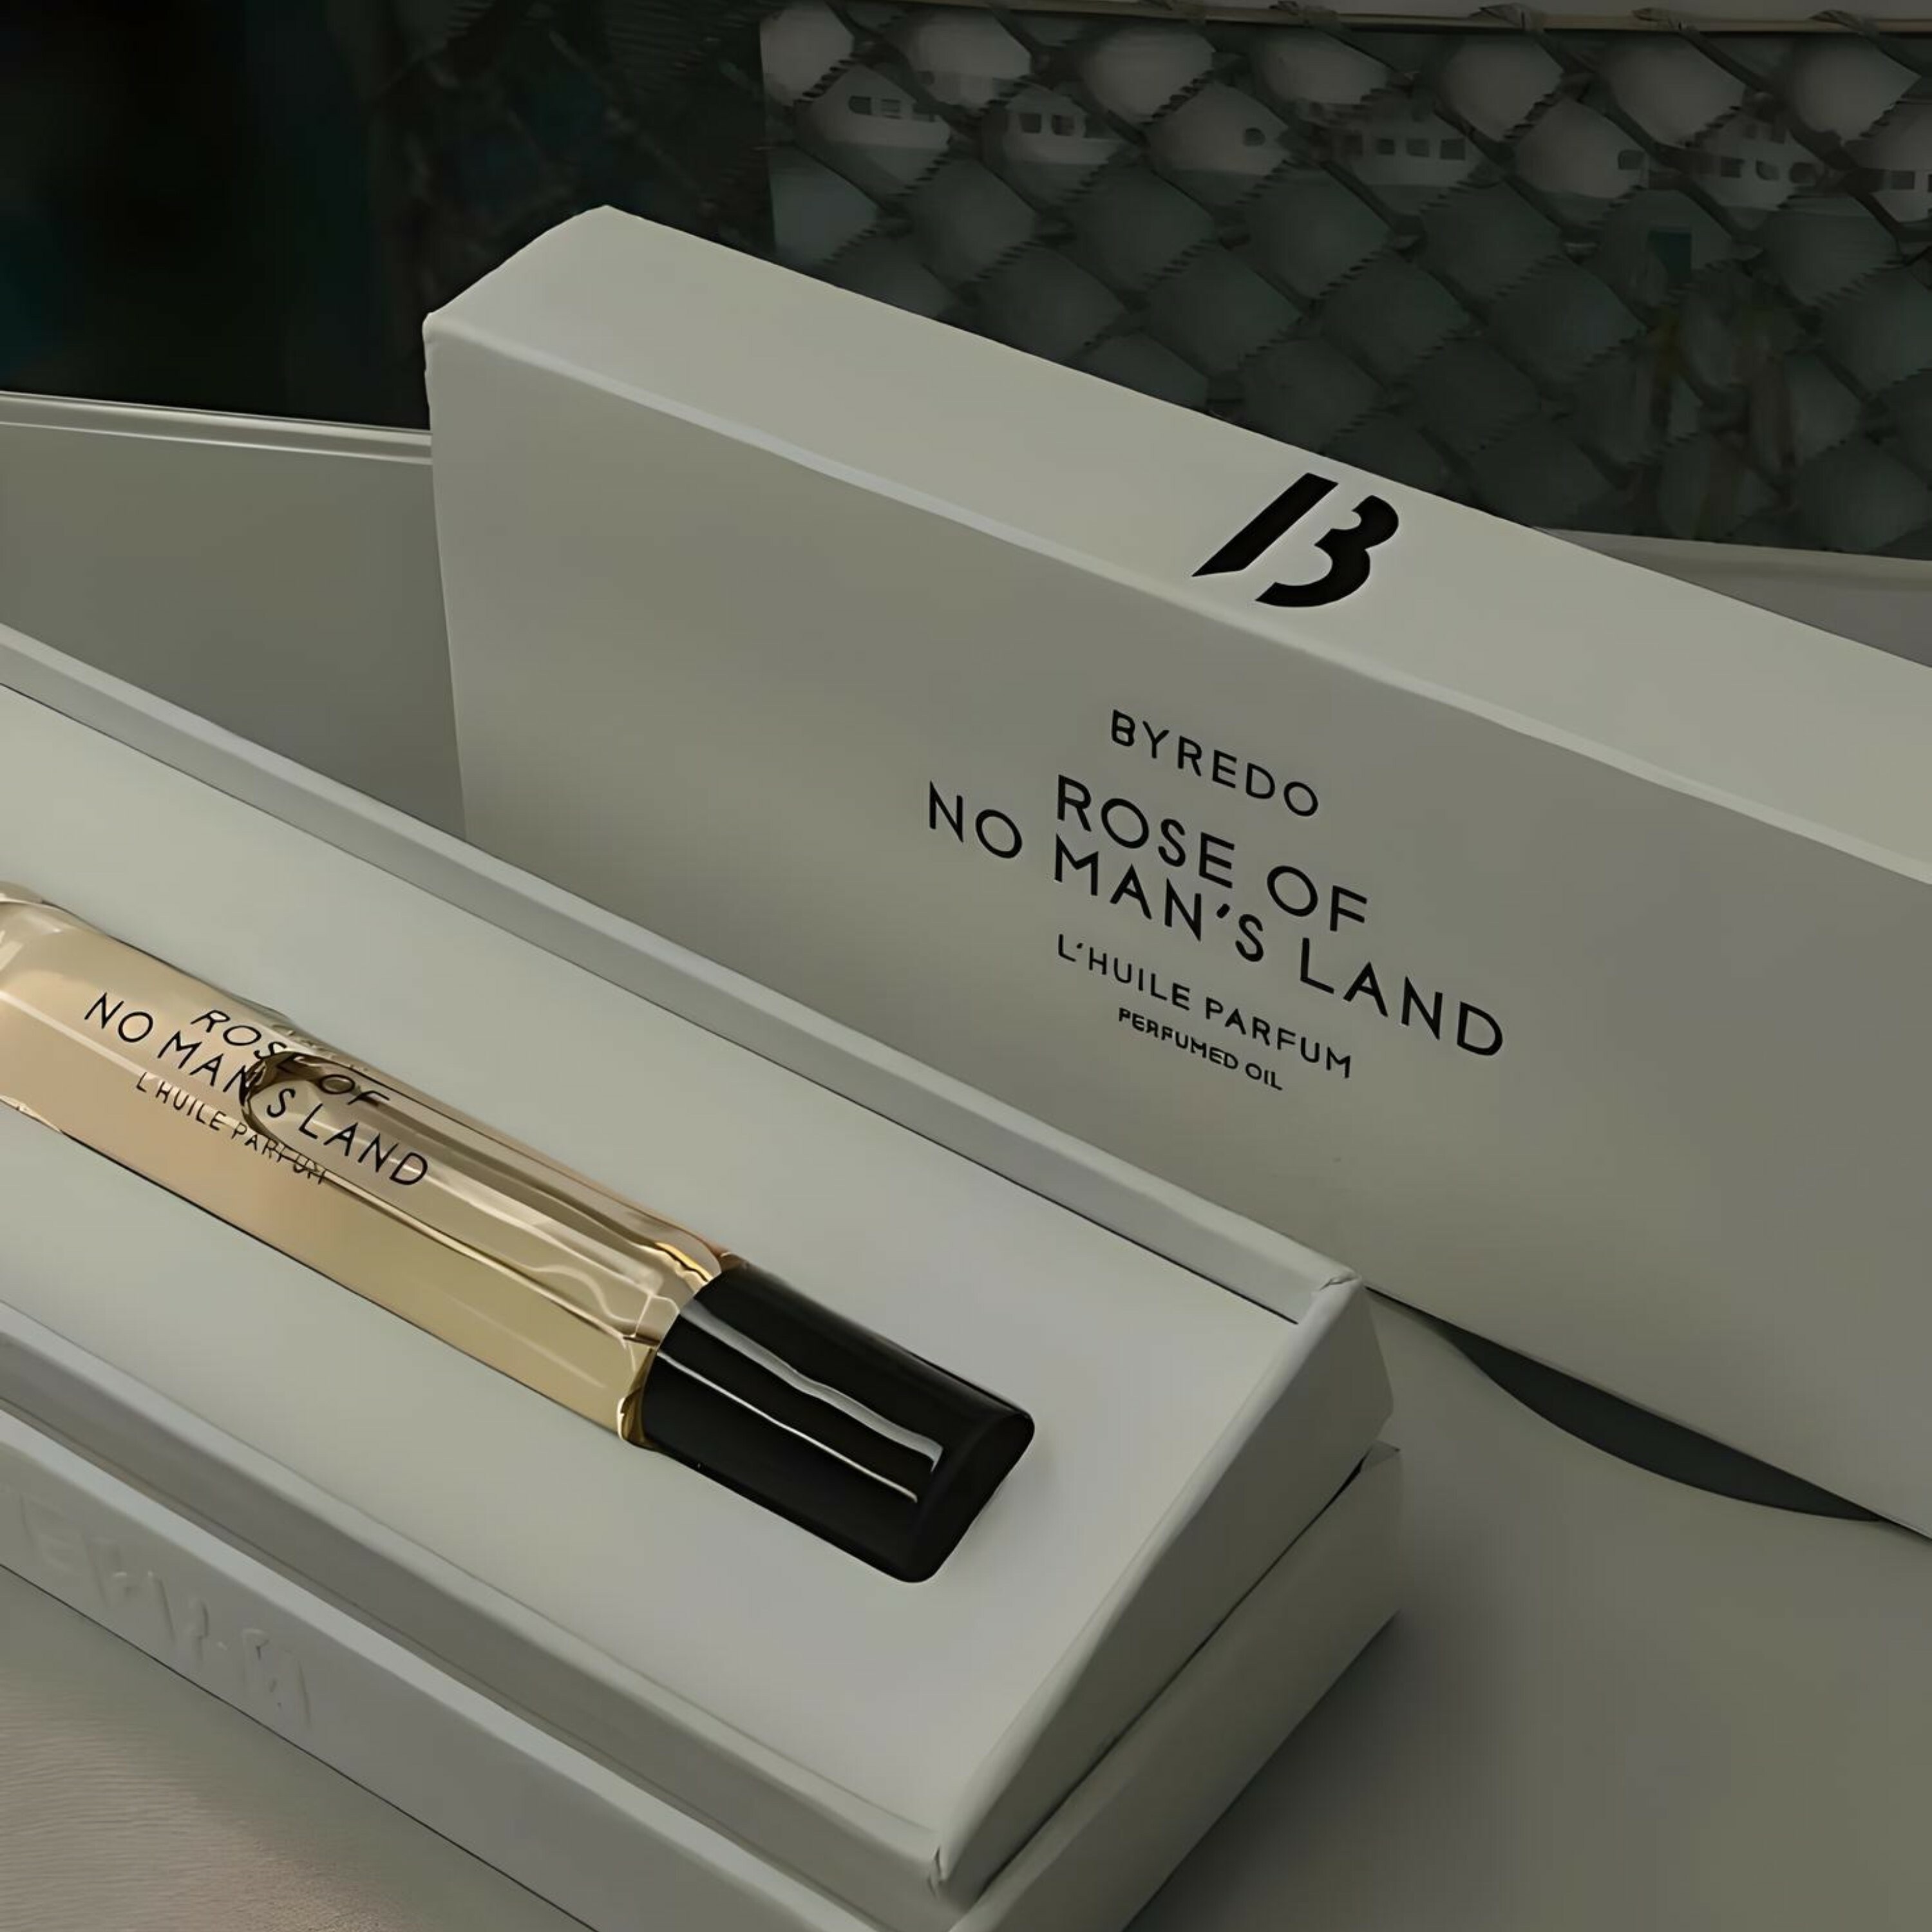 B
BYREDO
ROSE OF
NO MAN'S LAND
L'HUILE PARFUM
PERFUMED OIL
ROSE OF
NO MAN'S LAND
L'HUILE PARFUM